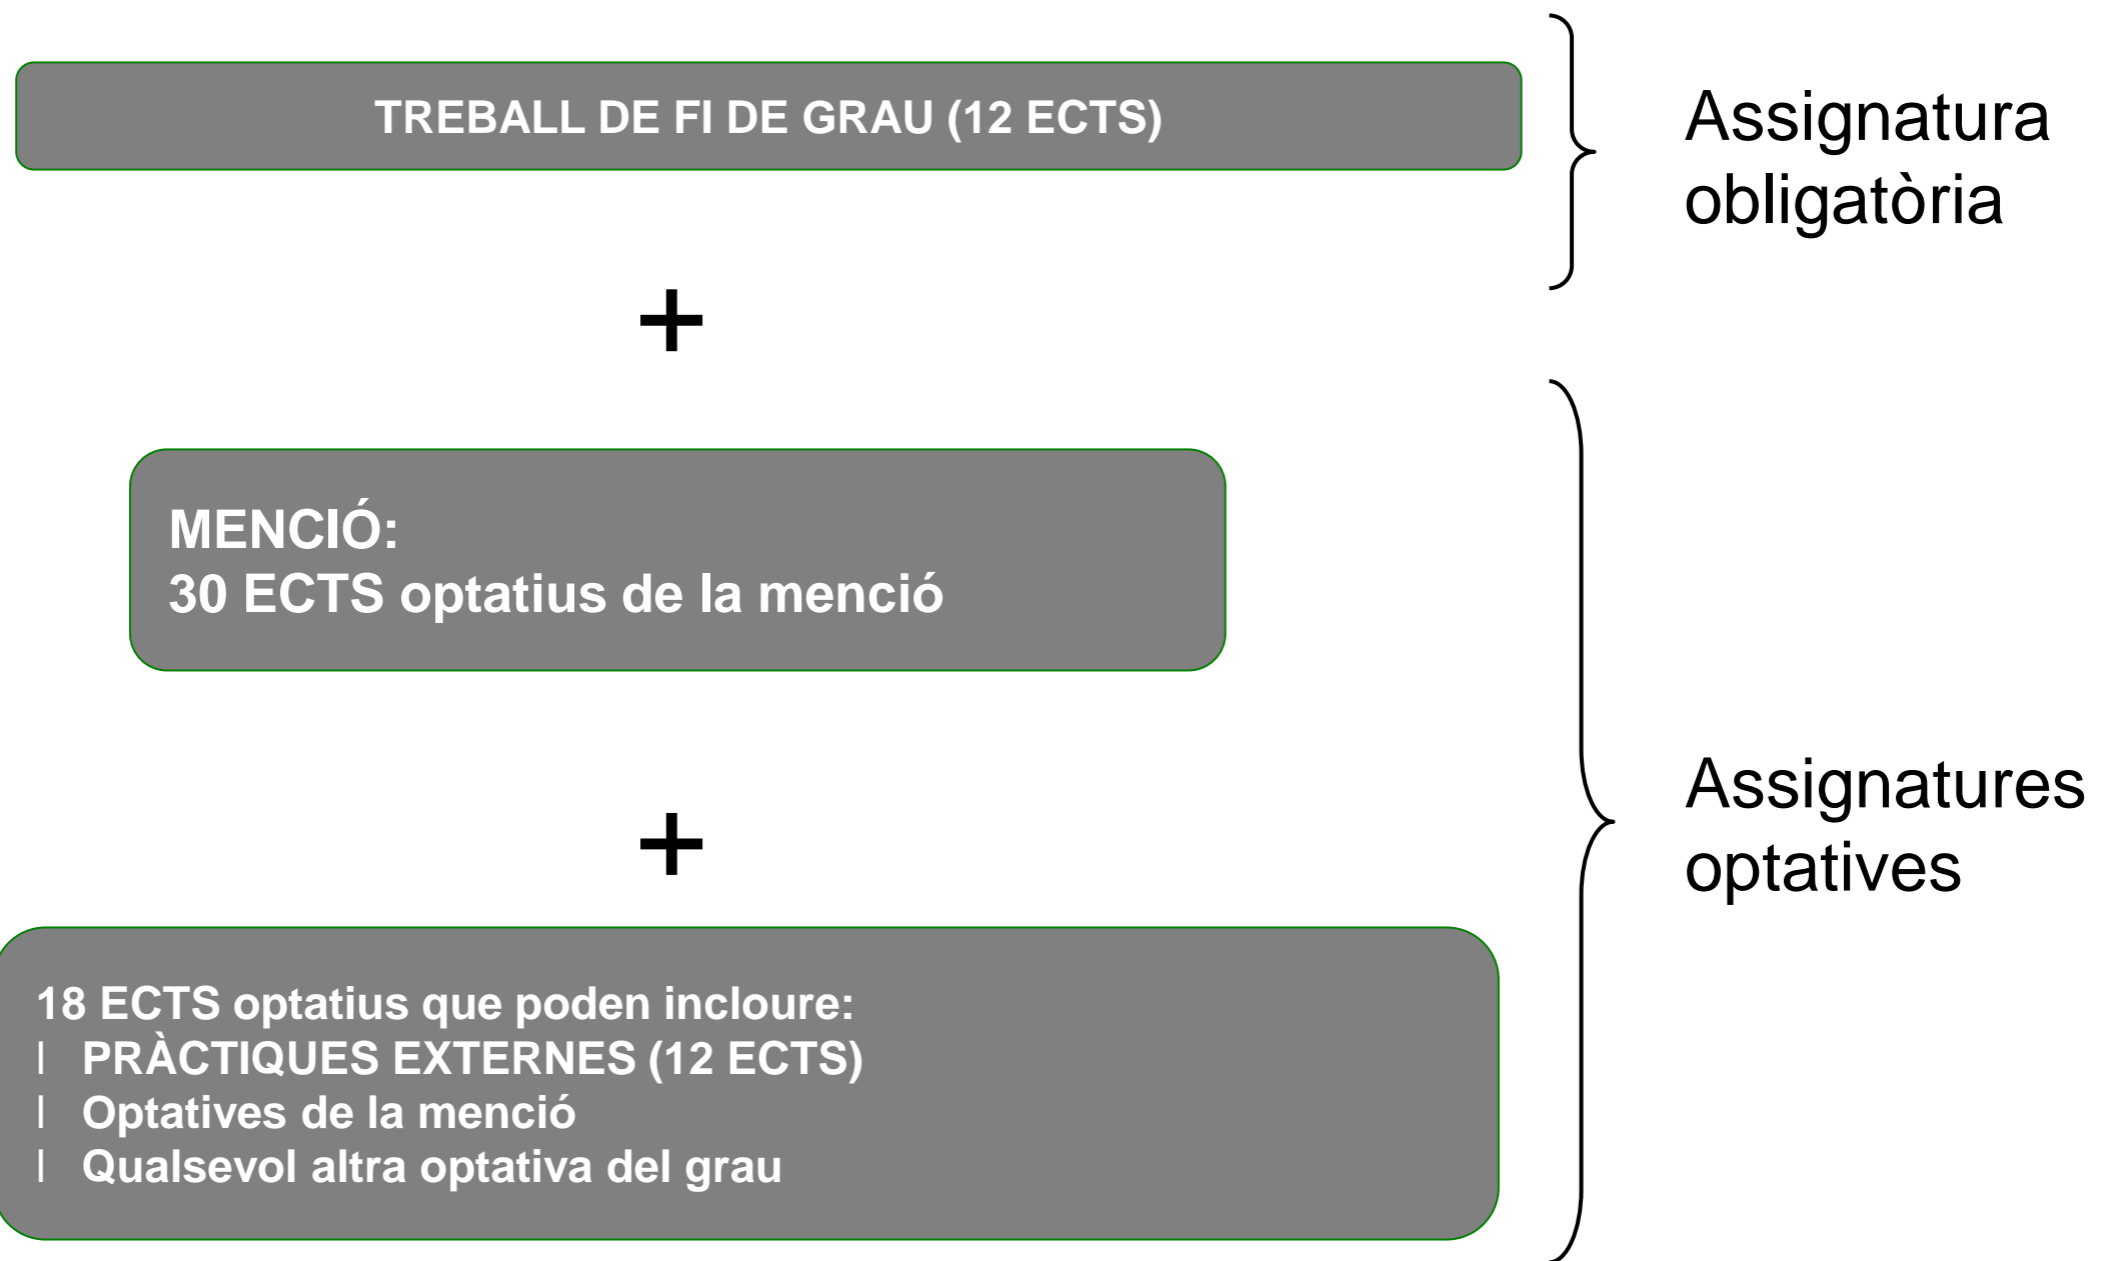 TREBALL DE FI DE GRAU (12 ECTS)
Assignatura
obligatòria
+
MENCIÓ:
30 ECTS optatius de la menció
+
Assignatures
optatives
18 ECTS optatius que poden incloure:
l PRÀCTIQUES EXTERNES (12 ECTS)
l Optatives de la menció
l Qualsevol altra optativa del grau